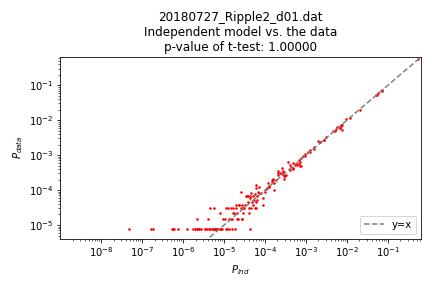 20180727_Ripple2_d01.dat
Independent model vs. the data
p-value of t-test: 1.00000
10⁻¹
10⁻²
10⁻³
10⁻⁴
10⁻⁵
P_data
y=x
10⁻⁸ 10⁻⁷ 10⁻⁶ 10⁻⁵ 10⁻⁴ 10⁻³ 10⁻² 10⁻¹
P_ind